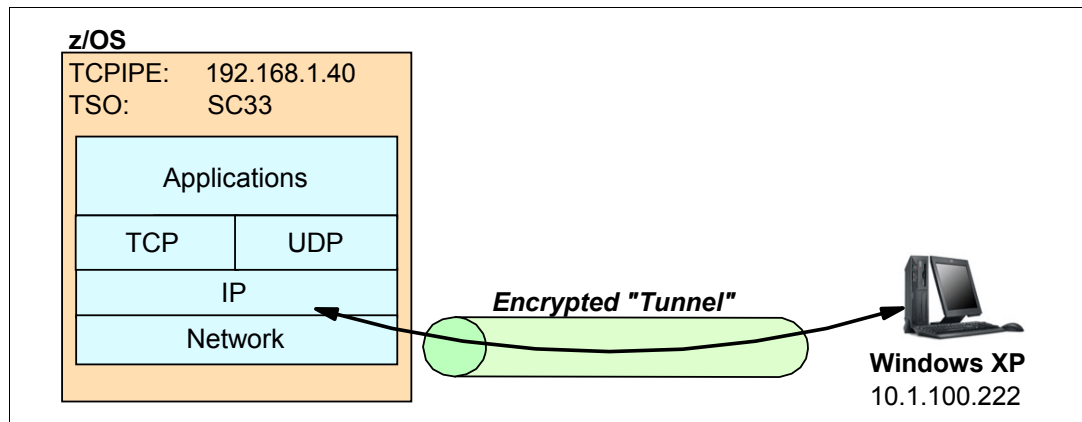 z/OS
TCPIPE: 192.168.1.40
TSO: SC33
Applications
TCP UDP
IP
Network
Encrypted "Tunnel"
Windows XP
10.1.100.222